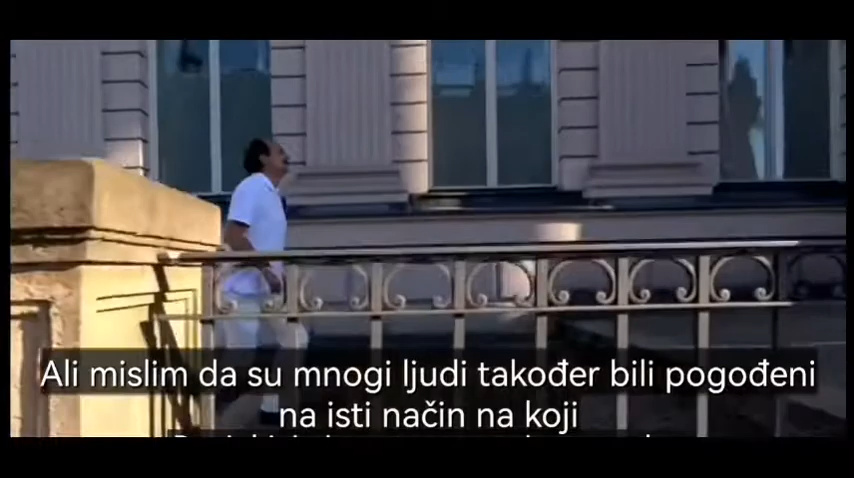 Ali mislim da su mnogi ljudi također bili pogođeni
na isti način na koji